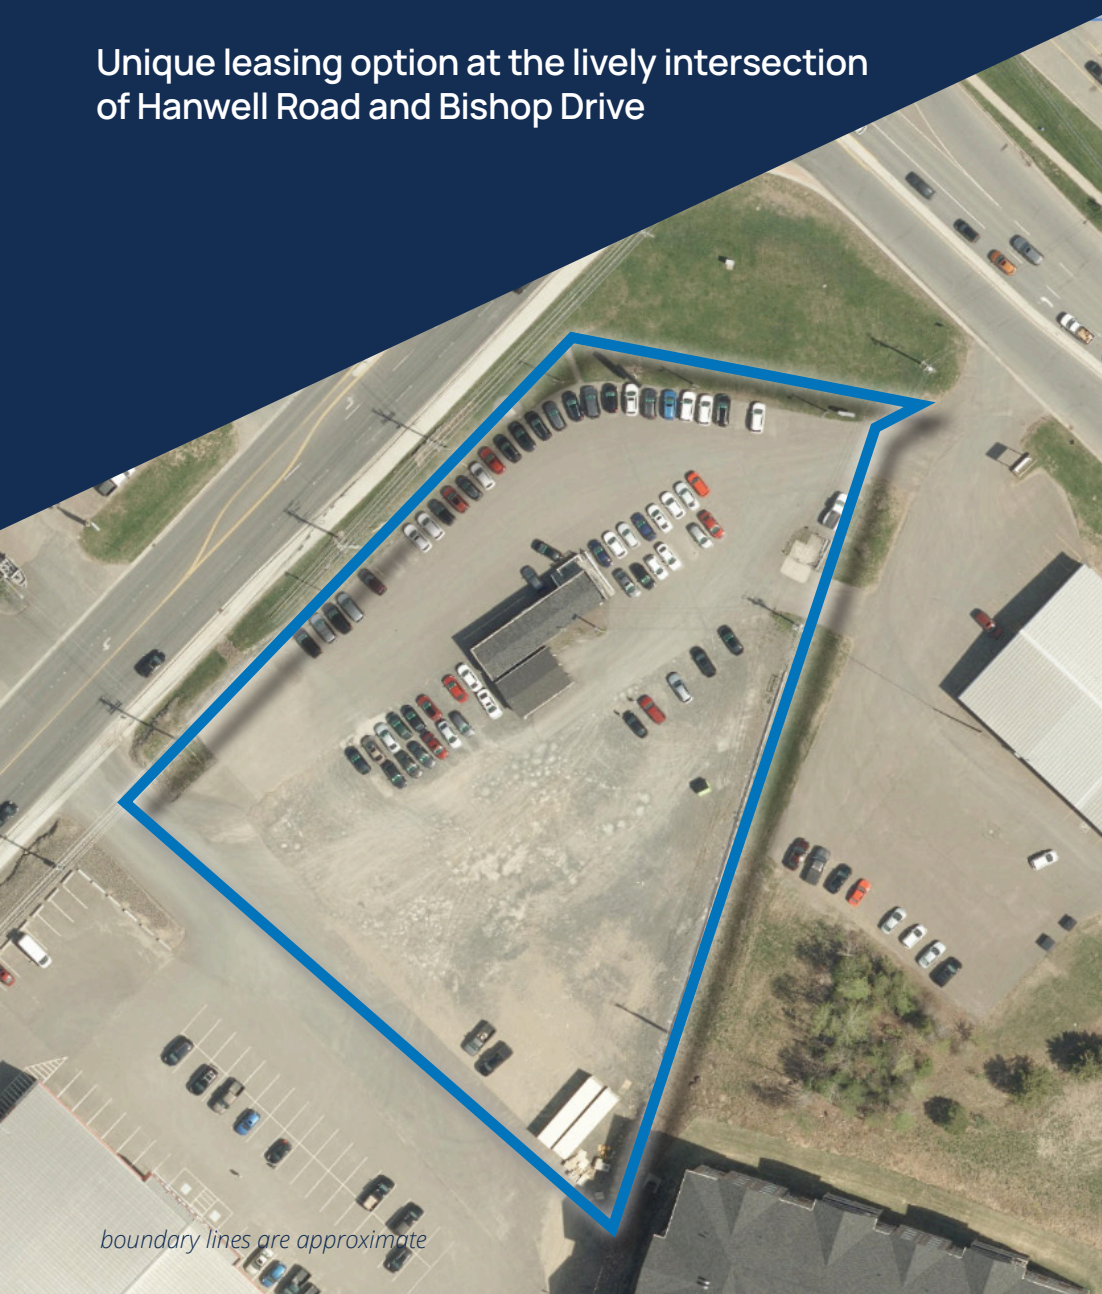 Unique leasing option at the lively intersection
of Hanwell Road and Bishop Drive
boundary lines are approximate